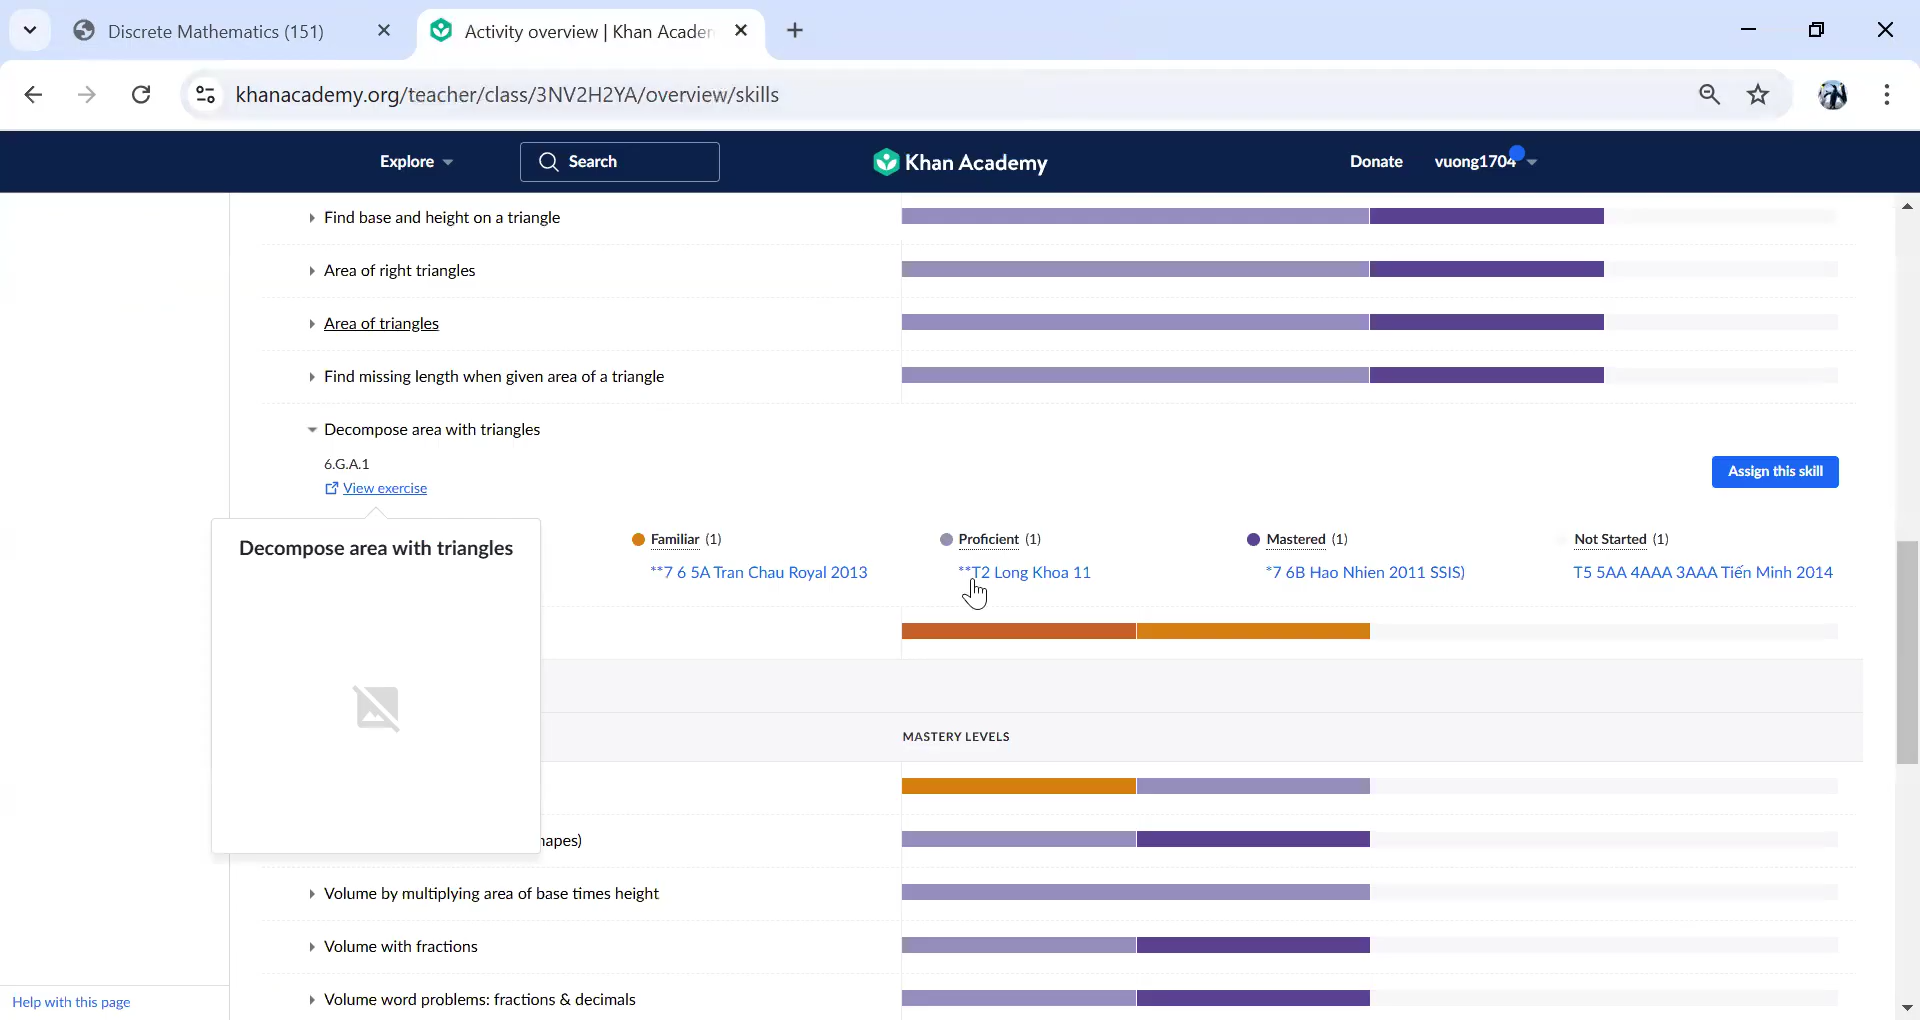 Discrete Mathematics (151)
Activity overview | Khan Academ
khanacademy.org/teacher/class/3NV2H2YA/overview/skills
Explore
Search
Khan Academy
Donate
vuong1704
Find base and height on a triangle
Area of right triangles
Area of triangles
Find missing length when given area of a triangle
Decompose area with triangles
6.G.A.1
View exercise
Assign this skill
Decompose area with triangles
Familiar (1)
Proficient (1)
Mastered (1)
Not Started (1)
**7 6 5A Tran Chau Royal 2013
**T2 Long Khoa 11
*7 6B Hao Nhien 2011 SSIS)
T5 5AA 4AAA 3AAA Tiến Minh 2014
MASTERY LEVELS
hapes)
Volume by multiplying area of base times height
Volume with fractions
Volume word problems: fractions & decimals
Help with this page